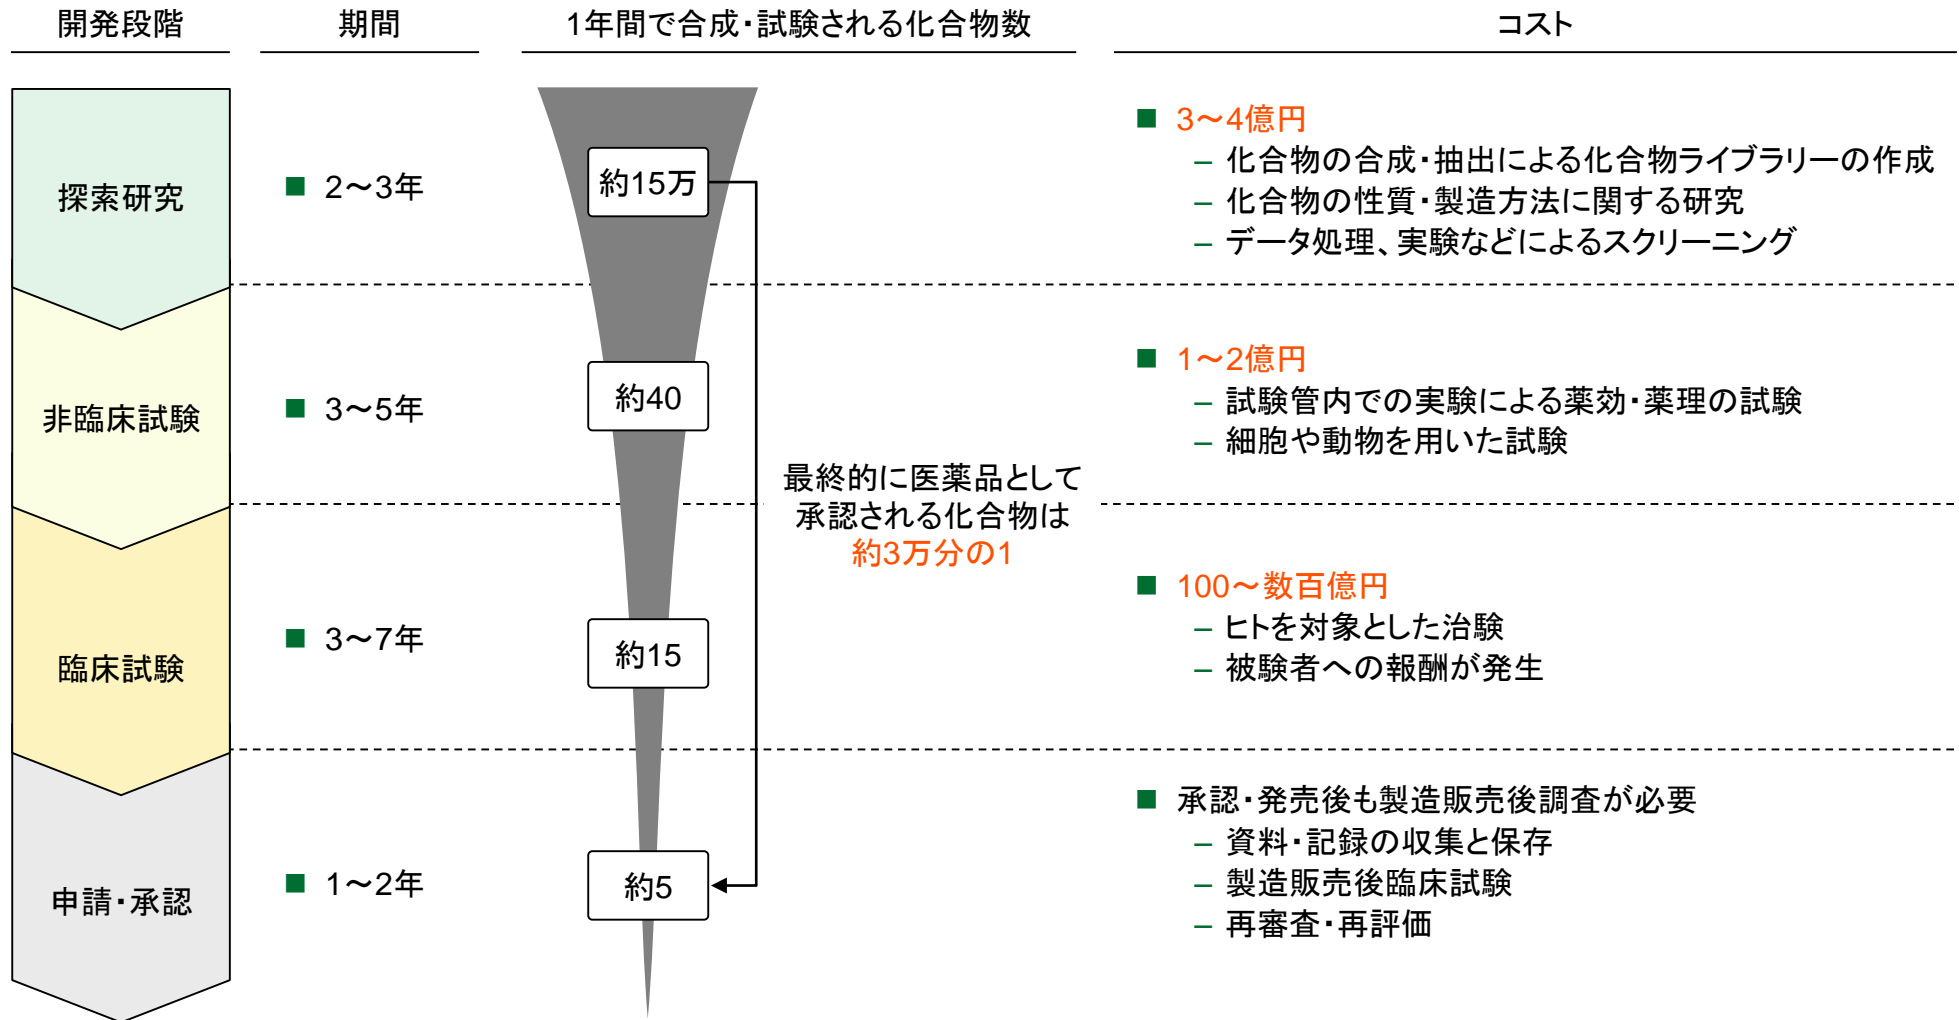 開発段階
期間
1年間で合成・試験される化合物数
コスト
探索研究
2～3年
約15万
3～4億円
– 化合物の合成・抽出による化合物ライブラリーの作成
– 化合物の性質・製造方法に関する研究
– データ処理、実験などによるスクリーニング
非臨床試験
3～5年
約40
1～2億円
– 試験管内での実験による薬効・薬理の試験
– 細胞や動物を用いた試験
最終的に医薬品として
承認される化合物は
約3万分の1
臨床試験
3～7年
約15
100～数百億円
– ヒトを対象とした治験
– 被験者への報酬が発生
申請・承認
1～2年
約5
承認・発売後も製造販売後調査が必要
– 資料・記録の収集と保存
– 製造販売後臨床試験
– 再審査・再評価